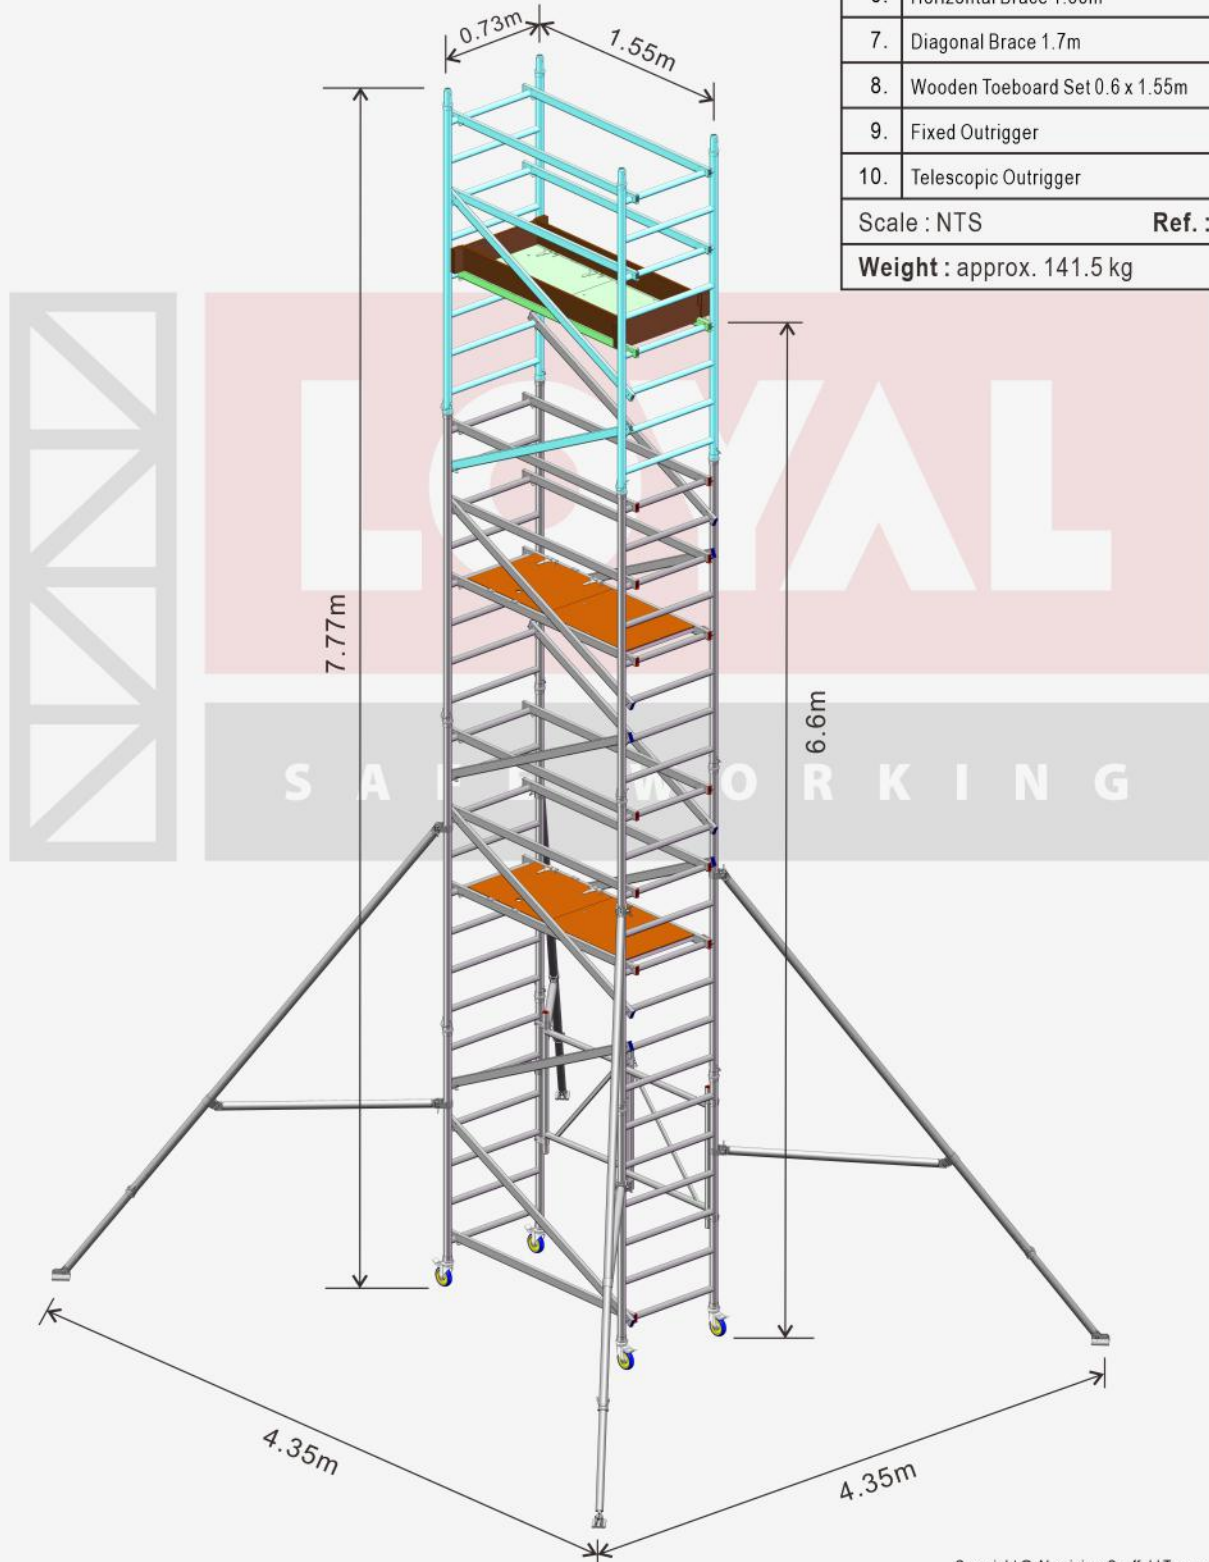 7.
Diagonal Brace 1.7m
8.
Wooden Toeboard Set 0.6 x 1.55m
9.
Fixed Outrigger
10.
Telescopic Outrigger
Scale : NTS
Ref. :
Weight : approx. 141.5 kg
0.73m
1.55m
7.77m
6.6m
LOYAL
SAFE WORKING
4.35m
4.35m